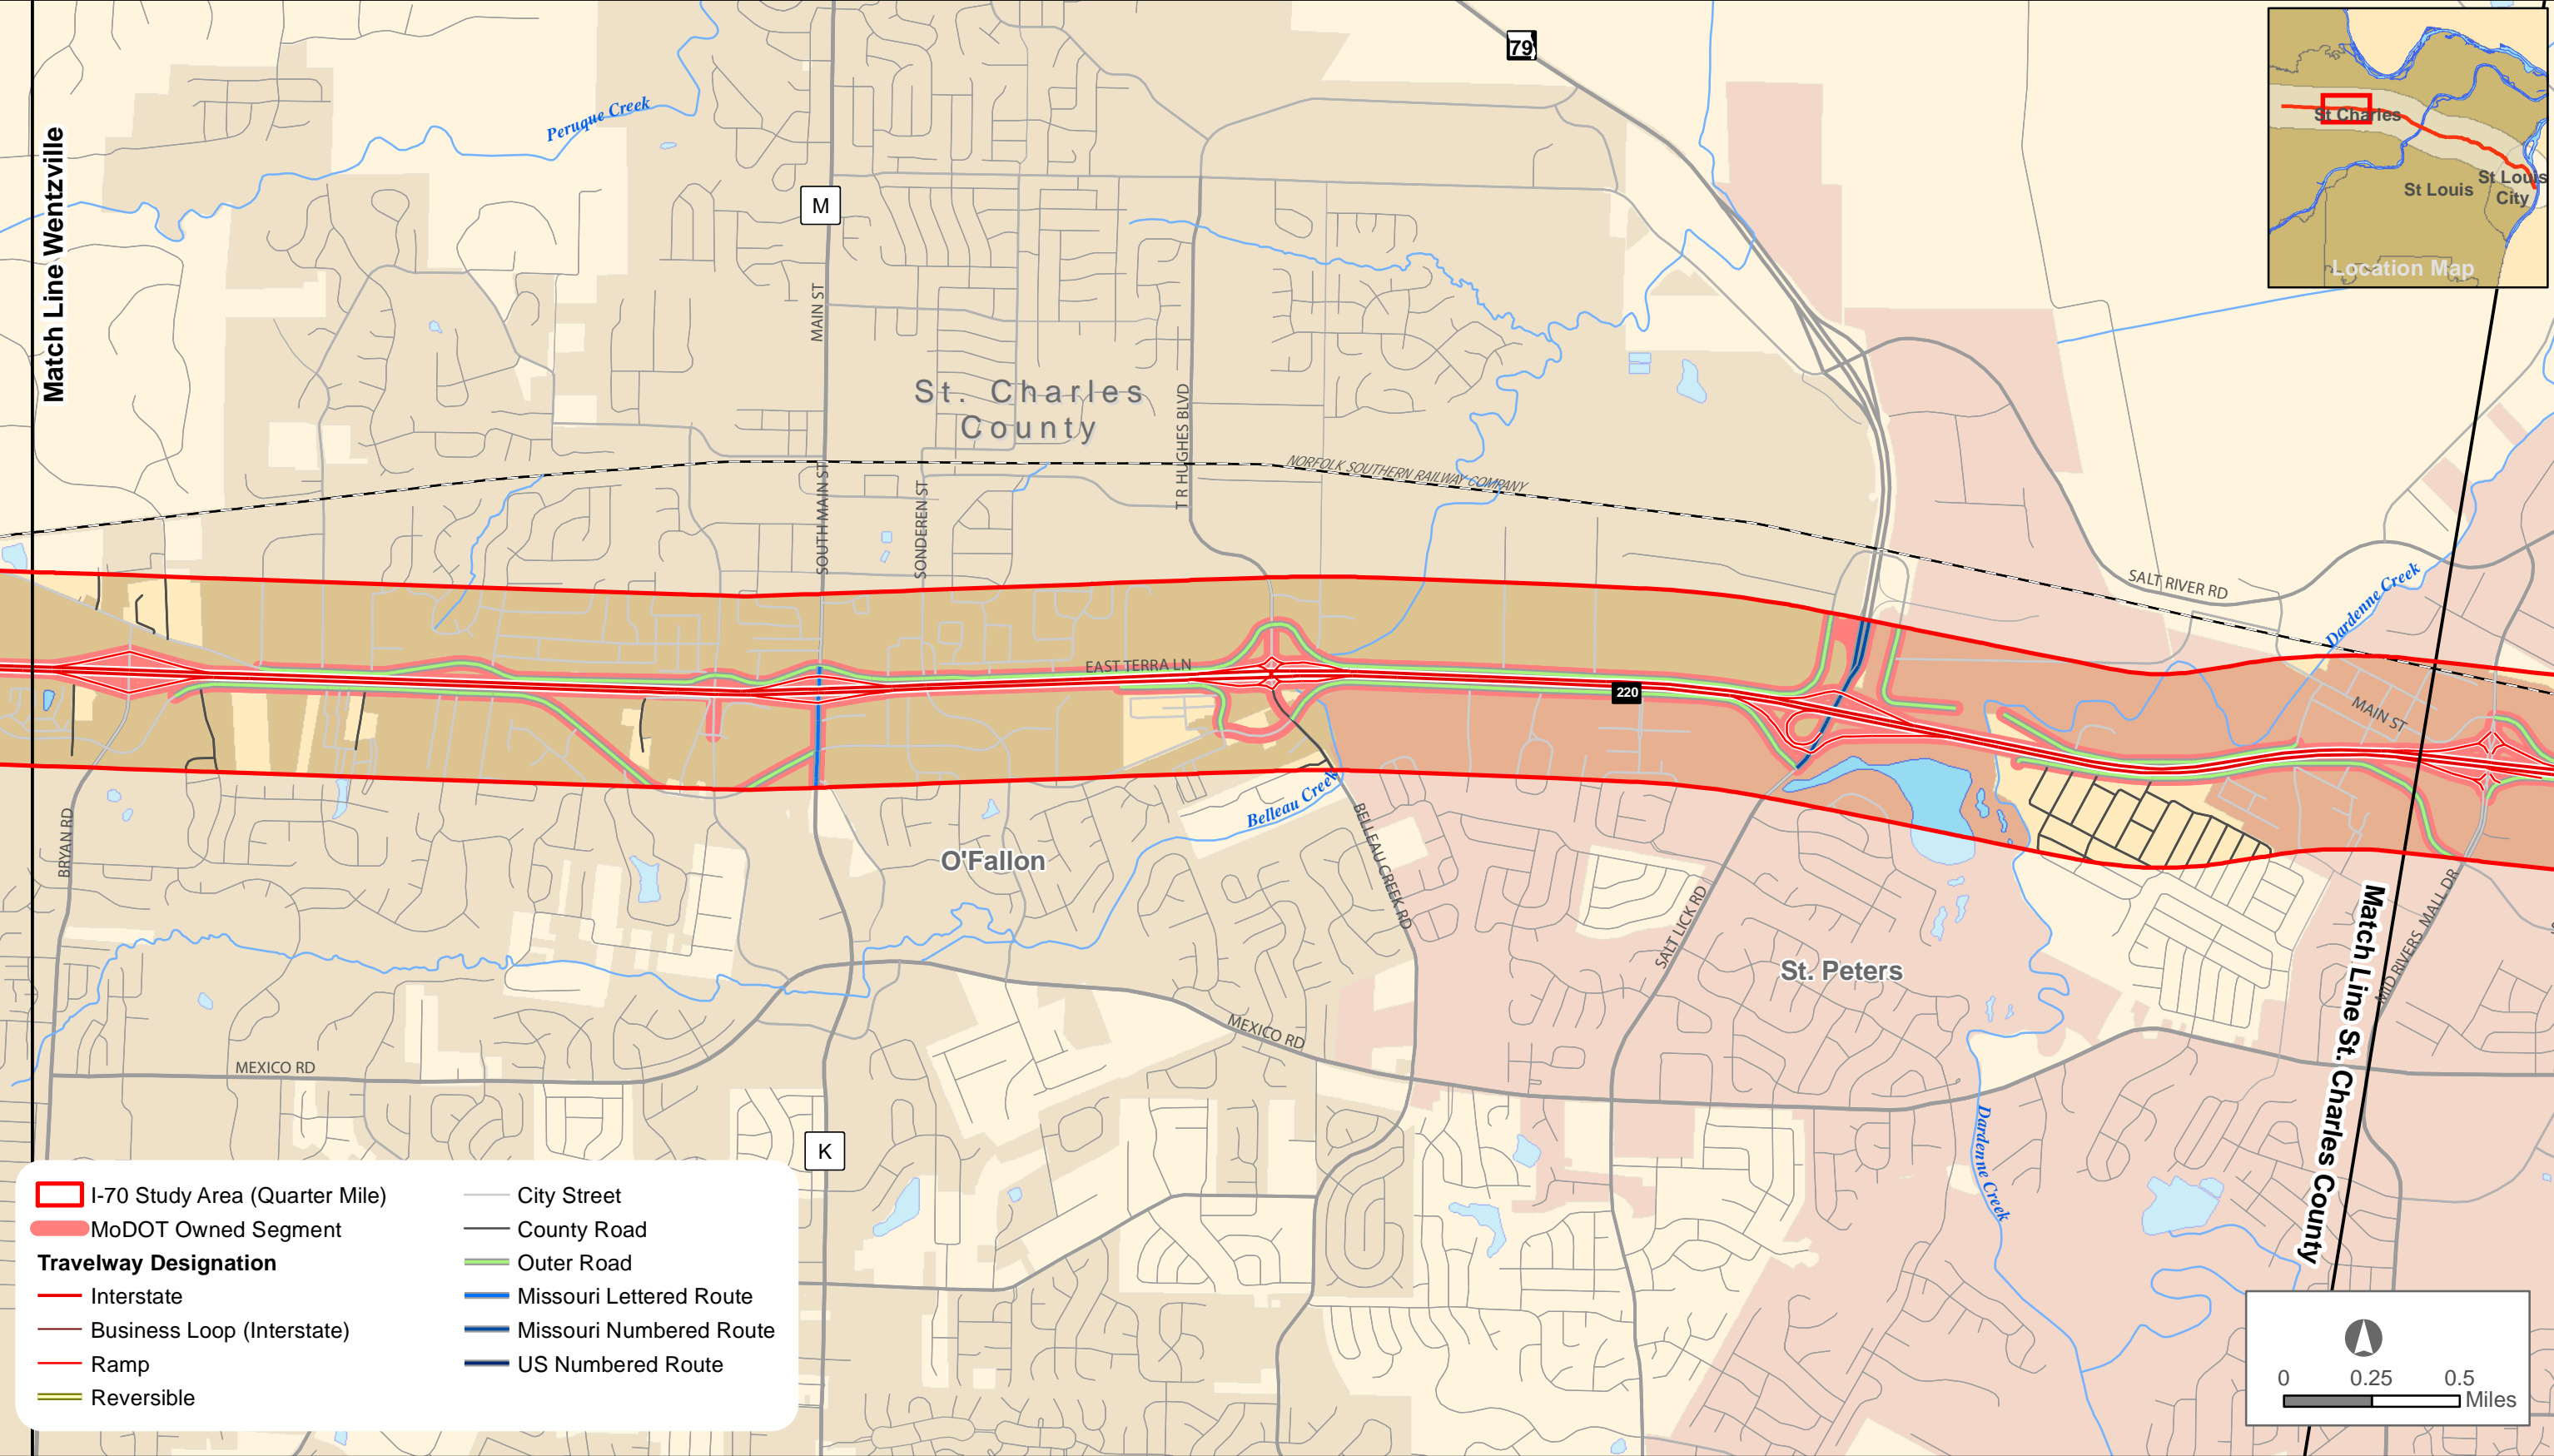 79
St Charles
St Louis
St Louis
City
Location Map
Match Line Wentzville
Peruque Creek
M
MAIN ST
St. Charles
County
T R HUGHES BLVD
NORFOLK SOUTHERN RAILWAY COMPANY
SOUTH MAIN ST
SONDEREN ST
SALT RIVER RD
Dardenne Creek
EAST TERRA LN
220
MAIN ST
Belleau Creek
BRYAN RD
O'Fallon
BELLEAU CREEK RD
SALT LICK RD
St. Peters
MID RIVERS MALL DR
Match Line St. Charles County
MEXICO RD
MEXICO RD
Dardenne Creek
K
I-70 Study Area (Quarter Mile)
MoDOT Owned Segment
Travelway Designation
Interstate
Business Loop (Interstate)
Ramp
Reversible
City Street
County Road
Outer Road
Missouri Lettered Route
Missouri Numbered Route
US Numbered Route
0 0.25 0.5
Miles